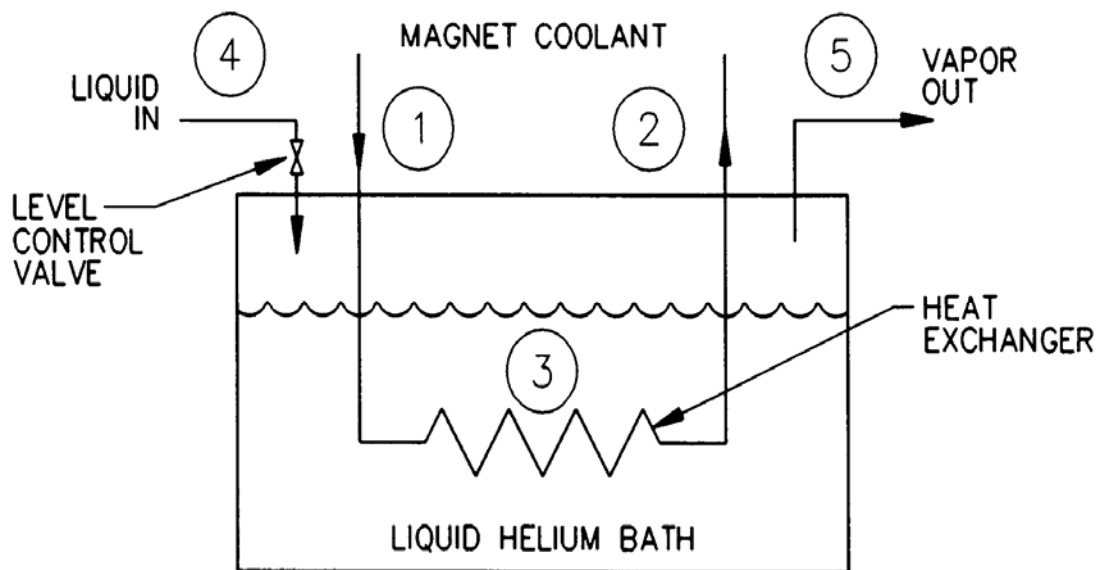 MAGNET COOLANT
4
5
LIQUID
IN
VAPOR
OUT
1
2
LEVEL
CONTROL
VALVE
HEAT
EXCHANGER
3
LIQUID HELIUM BATH